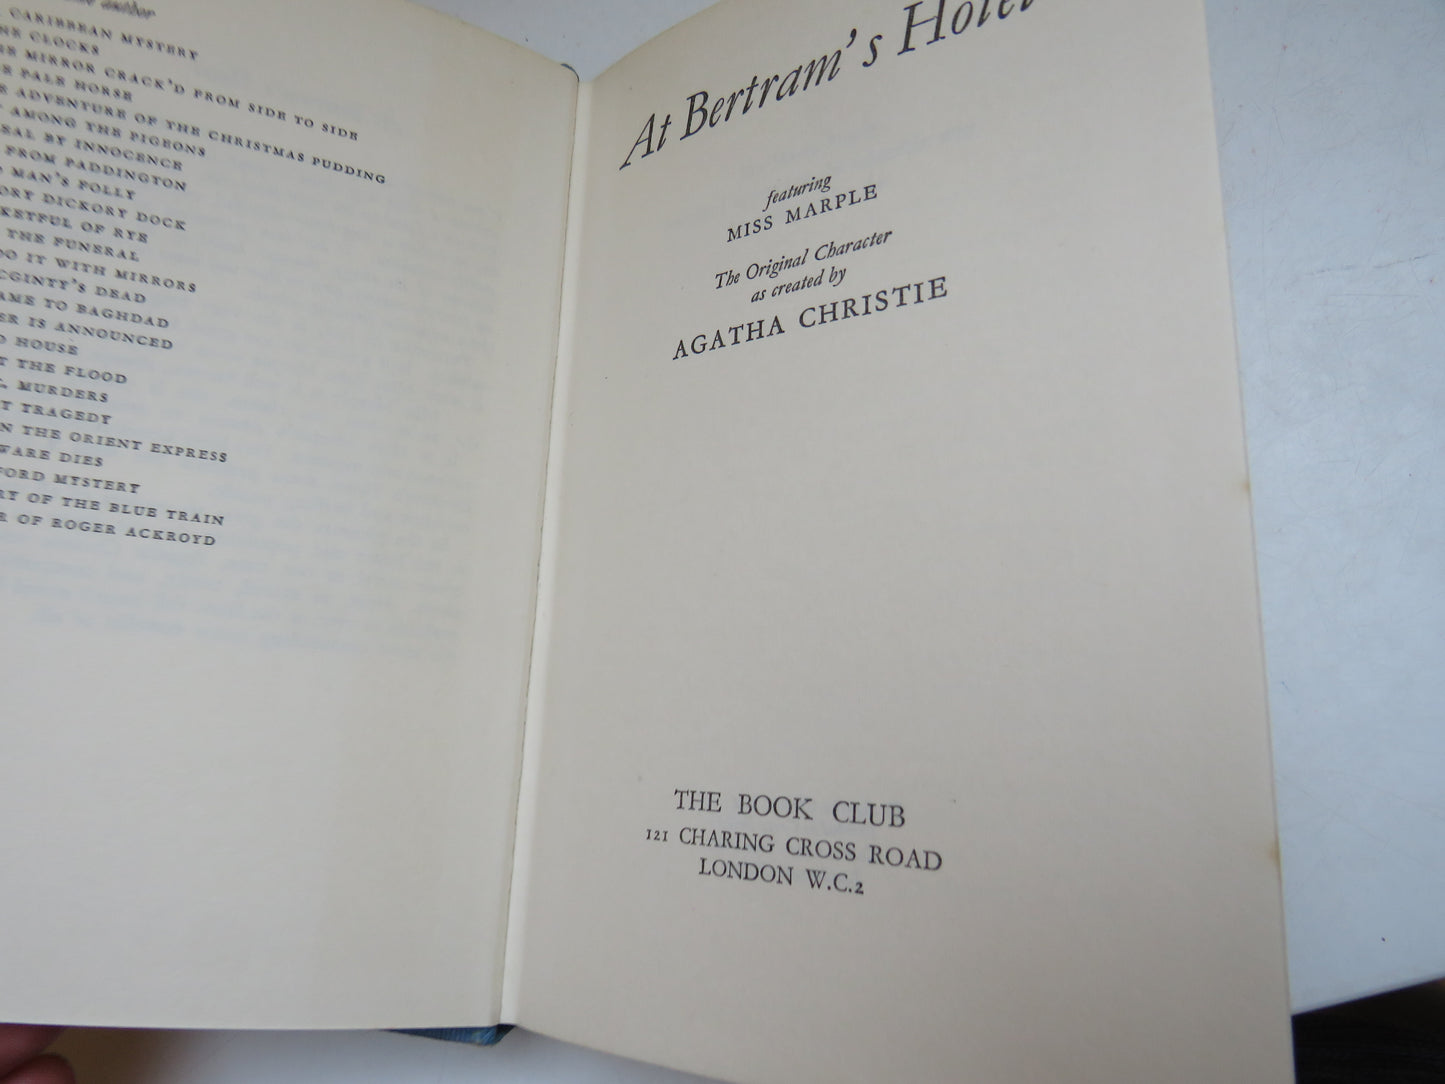 author
CARIBBEAN MYSTERY
CLOCKS
MIRROR CRACK'D FROM SIDE TO SIDE
PALE HORSE
ADVENTURE OF THE CHRISTMAS PUDDING
AMONG THE PIGEONS
BY INNOCENCE
FROM PADDINGTON
MAN'S FOLLY
DICKORY DOCK
OF RYE
THE FUNERAL
IT WITH MIRRORS
DEAD
TO BAGHDAD
IS ANNOUNCED
HOUSE
THE FLOOD
MURDERS
TRAGEDY
THE ORIENT EXPRESS
DIES
MYSTERY
OF THE BLUE TRAIN
OF ROGER ACKROYD
At Bertram's Hotel
featuring
MISS MARPLE
The Original Character
as created by
AGATHA CHRISTIE
THE BOOK CLUB
121 CHARING CROSS ROAD
LONDON W.C.2